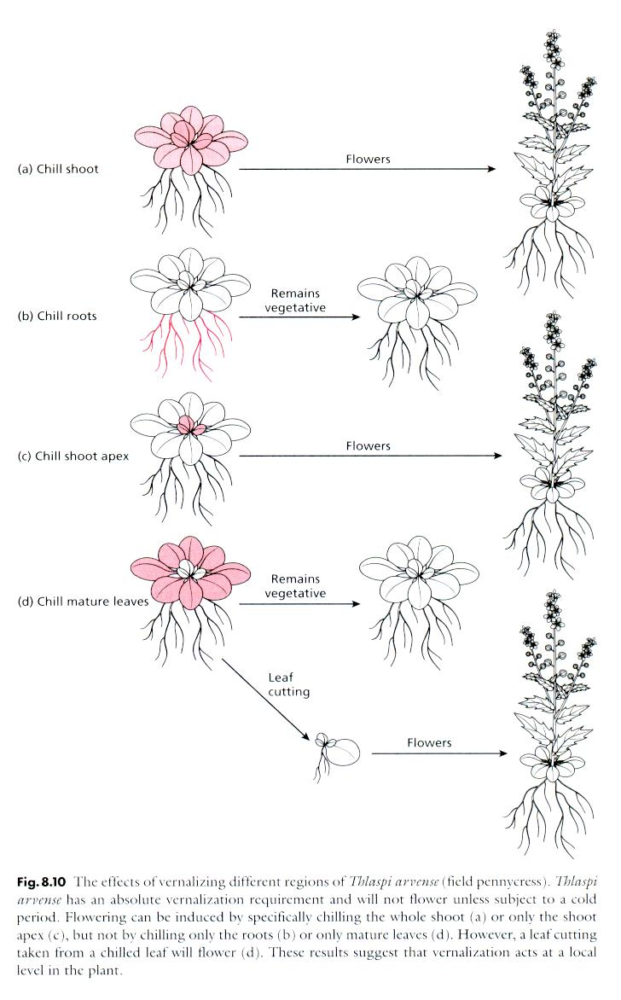 (a) Chill shoot
Flowers
(b) Chill roots
Remains
vegetative
(c) Chill shoot apex
Flowers
(d) Chill mature leaves
Remains
vegetative
Leaf
cutting
Flowers
Fig. 8.10 The effects of vernalizing different regions of Thlaspi arvense (field pennycress). Thlaspi
arvense has an absolute vernalization requirement and will not flower unless subject to a cold
period. Flowering can be induced by specifically chilling the whole shoot (a) or only the shoot
apex (c), but not by chilling only the roots (b) or only mature leaves (d). However, a leaf cutting
taken from a chilled leaf will flower (d). These results suggest that vernalization acts at a local
level in the plant.